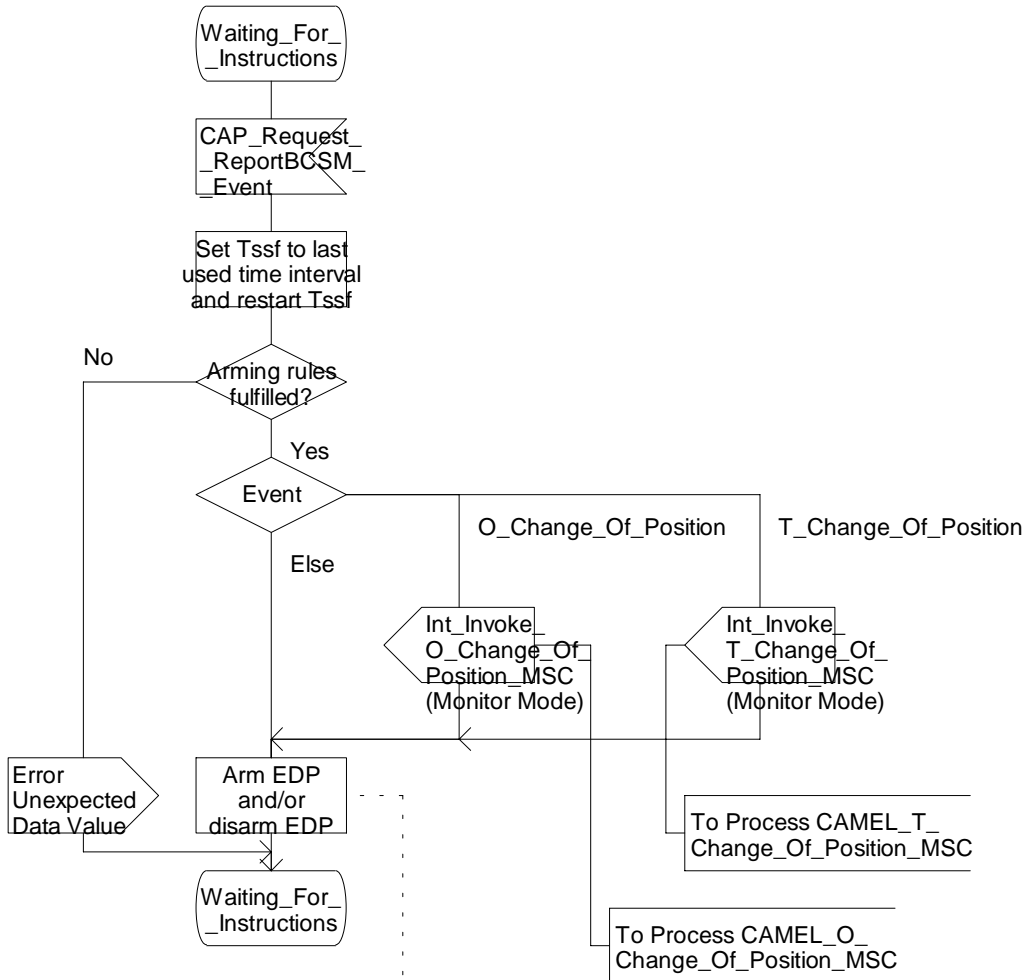 Waiting_For_
_Instructions
CAP_Request_
_ReportBCSM_
_Event
Set Tssf to last
used time interval
and restart Tssf
No
Arming rules
fulfilled?
Yes
Event
O_Change_Of_Position
T_Change_Of_Position
Else
Int_Invoke_
O_Change_Of_
Position_MSC
(Monitor Mode)
Int_Invoke_
T_Change_Of_
Position_MSC
(Monitor Mode)
Error
Unexpected
Data Value
Arm EDP
and/or
disarm EDP
To Process CAMEL_T_
Change_Of_Position_MSC
Waiting_For_
_Instructions
To Process CAMEL_O_
Change_Of_Position_MSC